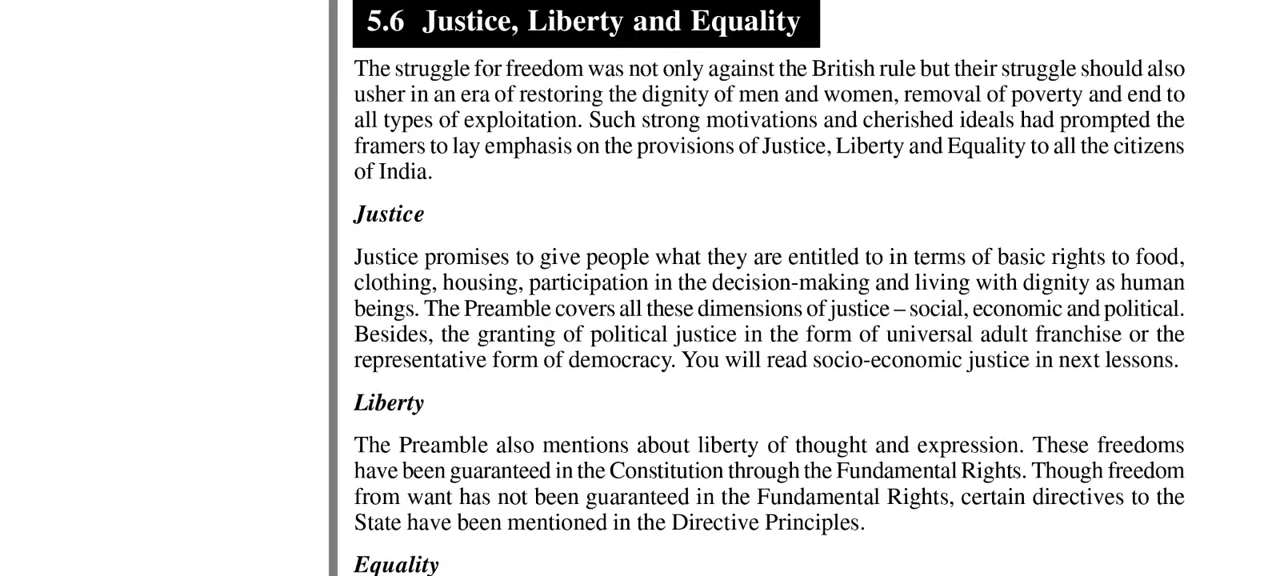 5.6 Justice, Liberty and Equality
The struggle for freedom was not only against the British rule but their struggle should also
usher in an era of restoring the dignity of men and women, removal of poverty and end to
all types of exploitation. Such strong motivations and cherished ideals had prompted the
framers to lay emphasis on the provisions of Justice, Liberty and Equality to all the citizens
of India.
Justice
Justice promises to give people what they are entitled to in terms of basic rights to food,
clothing, housing, participation in the decision-making and living with dignity as human
beings. The Preamble covers all these dimensions of justice – social, economic and political.
Besides, the granting of political justice in the form of universal adult franchise or the
representative form of democracy. You will read socio-economic justice in next lessons.
Liberty
The Preamble also mentions about liberty of thought and expression. These freedoms
have been guaranteed in the Constitution through the Fundamental Rights. Though freedom
from want has not been guaranteed in the Fundamental Rights, certain directives to the
State have been mentioned in the Directive Principles.
Equality